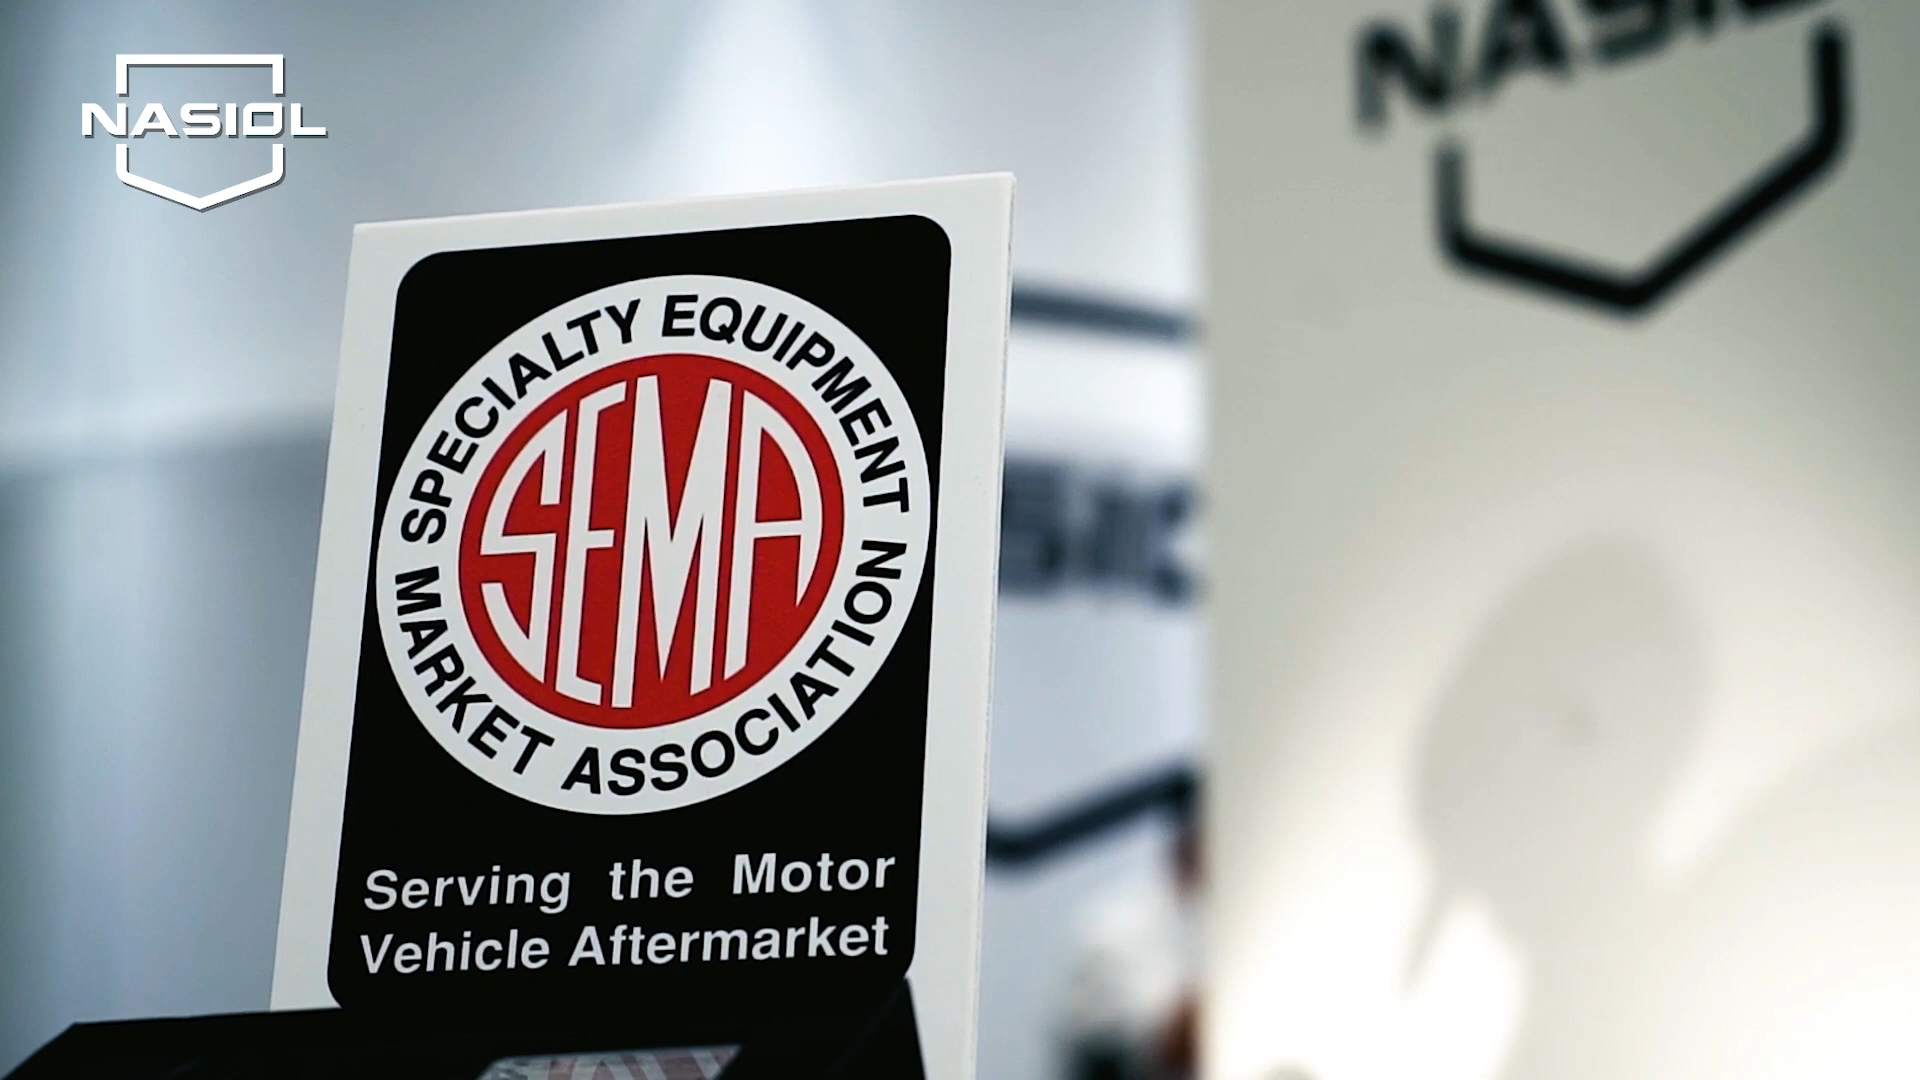 NASIOL
NASIOL
SPECIALTY EQUIPMENT
SEMA
MARKET ASSOCIATION
Serving the Motor
Vehicle Aftermarket